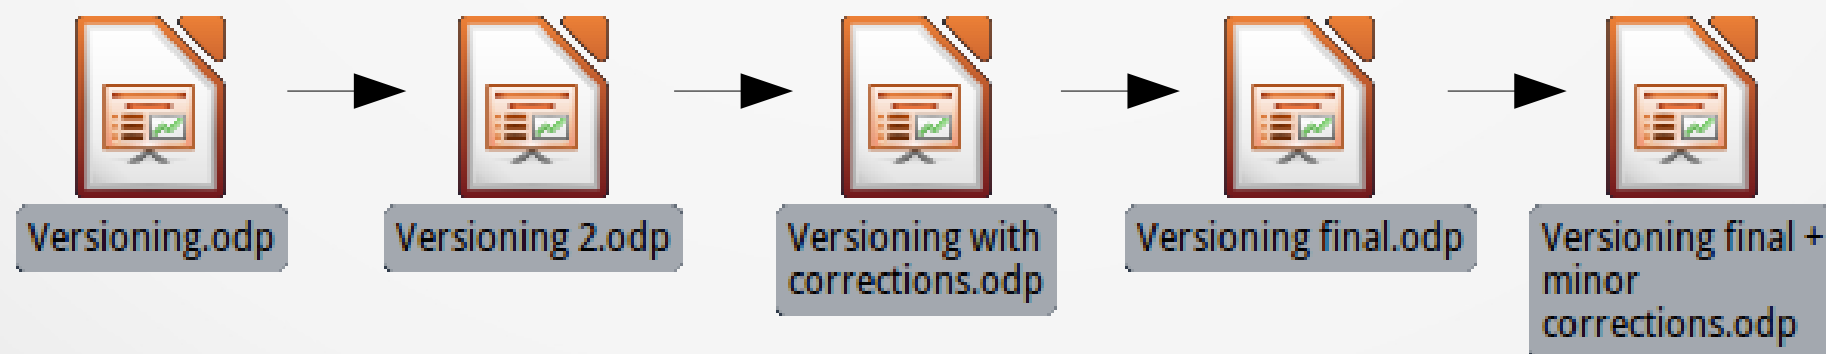 Versioning.odp
Versioning 2.odp
Versioning with
corrections.odp
Versioning final.odp
Versioning final +
minor
corrections.odp